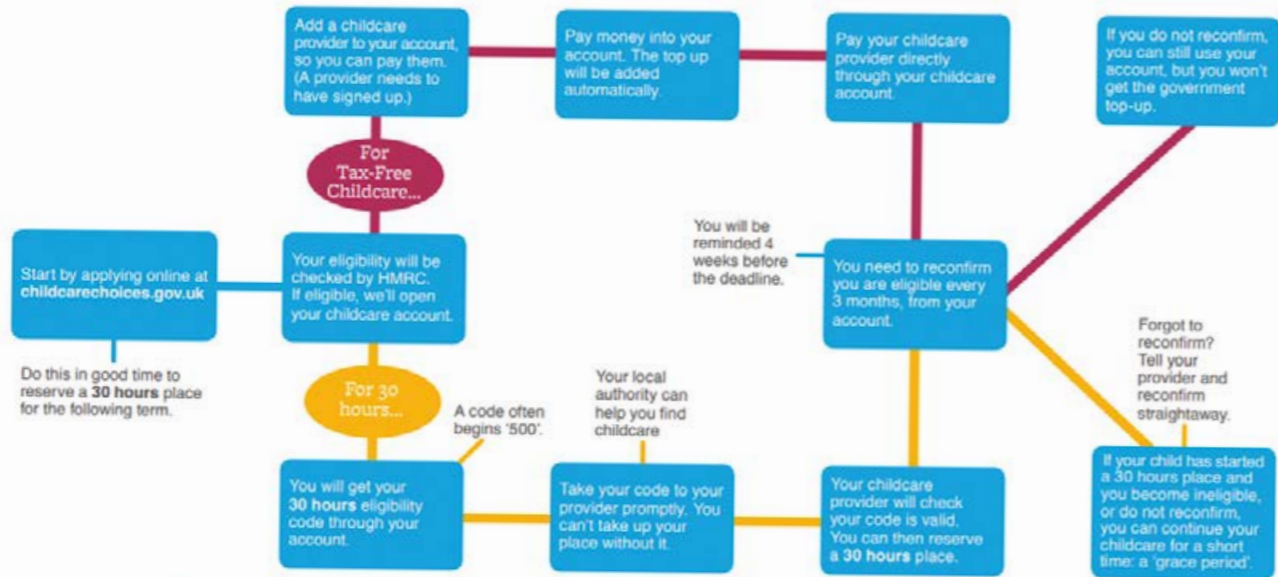 Add a childcare
provider to your account,
so you can pay them.
(A provider needs to
have signed up.)
Pay money into your
account. The top up
will be added
automatically.
Pay your childcare
provider directly
through your childcare
account.
If you do not reconfirm,
you can still use your
account, but you won't
get the government
top-up.
For
Tax-Free
Childcare...
Start by applying online at
childcarechoices.gov.uk
Do this in good time to
reserve a 30 hours place
for the following term.
Your eligibility will be
checked by HMRC.
If eligible, we'll open
your childcare account.
You will be
reminded 4
weeks before
the deadline.
You need to reconfirm
you are eligible every
3 months, from your
account.
For 30
hours...
A code often
begins '500'.
Your local
authority can
help you find
childcare
Forgot to
reconfirm?
Tell your
provider and
reconfirm
straightaway.
You will get your
30 hours eligibility
code through your
account.
Take your code to your
provider promptly. You
can't take up your
place without it.
Your childcare
provider will check
your code is valid.
You can then reserve
a 30 hours place.
If your child has started
a 30 hours place and
you become ineligible,
or do not reconfirm,
you can continue your
childcare for a short
time: a 'grace period'.